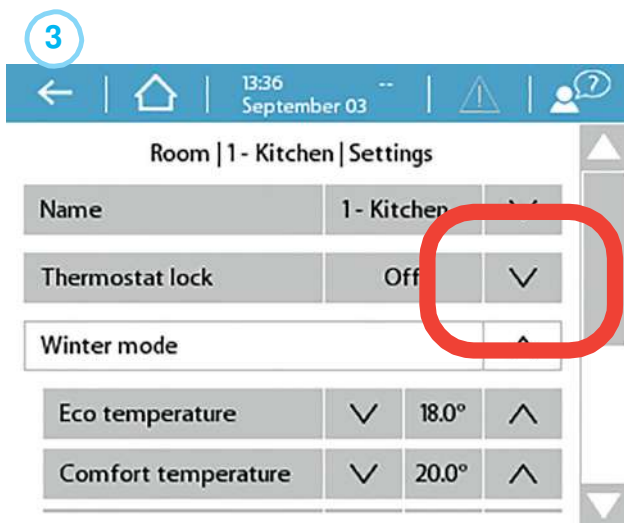 3
13:36 --
September 03
?
Room | 1 - Kitchen | Settings
Name 1 - Kitchen
Thermostat lock Off
Winter mode
Eco temperature 18.0°
Comfort temperature 20.0°